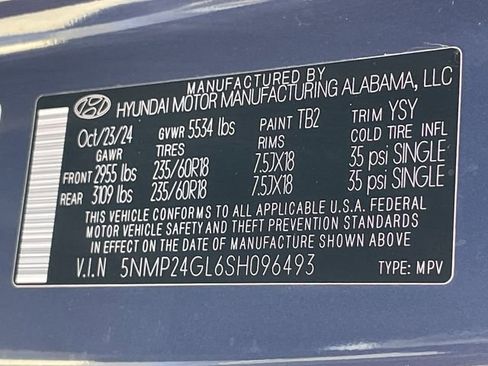 MANUFACTURED BY
HYUNDAI MOTOR MANUFACTURING ALABAMA, LLC
Oct/23/24 GVWR 5534 lbs PAINT TB2 TRIM YSY
GAWR TIRES RIMS COLD TIRE INFL
FRONT 2955 lbs 235/60R18 7.5JX18 35 psi SINGLE
REAR 3109 lbs 235/60R18 7.5JX18 35 psi SINGLE
THIS VEHICLE CONFORMS TO ALL APPLICABLE U.S.A. FEDERAL
MOTOR VEHICLE SAFETY AND THEFT PREVENTION STANDARDS
IN EFFECT ON THE DATE OF MANUFACTURE SHOWN ABOVE
V.I.N 5NMP24GL6SH096493 TYPE: MPV